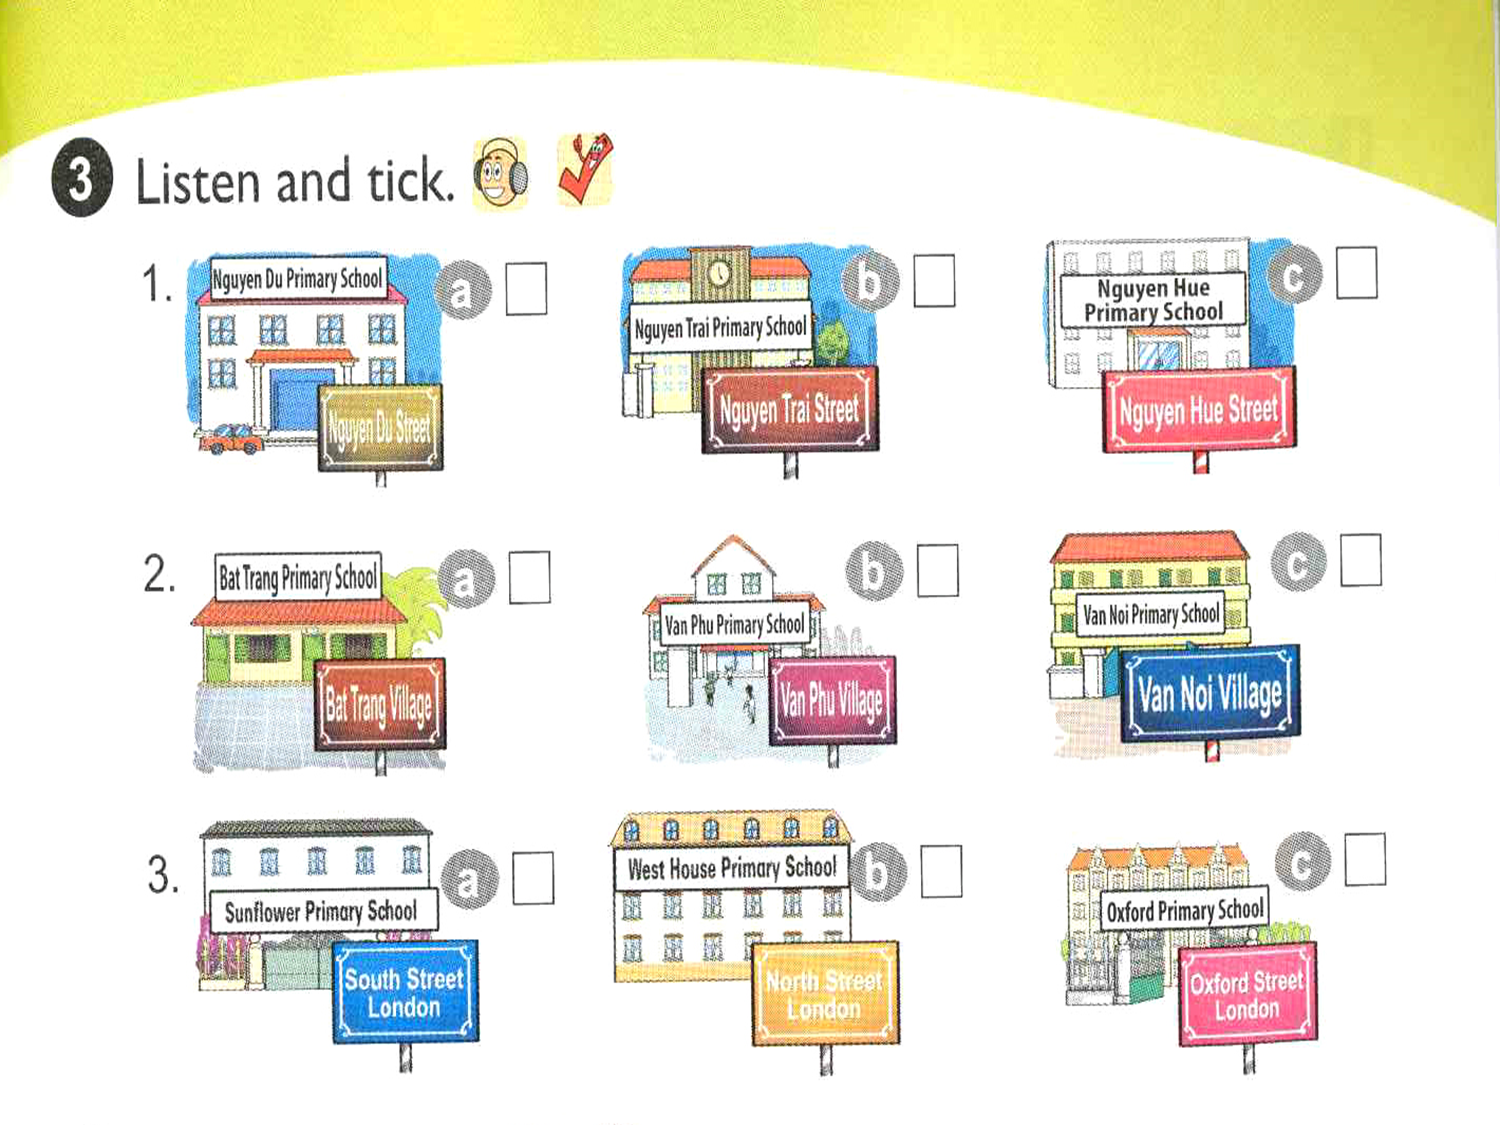 3 Listen and tick.
1.
Nguyen Du Primary School
a
Nguyen Du Street
Nguyen Trai Primary School
b
Nguyen Trai Street
Nguyen Hue
Primary School
c
Nguyen Hue Street
2.
Bat Trang Primary School
a
Bat Trang Village
Van Phu Primary School
b
Van Phu Village
Van Noi Primary School
c
Van Noi Village
3.
Sunflower Primary School
a
South Street
London
West House Primary School
b
North Street
London
Oxford Primary School
c
Oxford Street
London